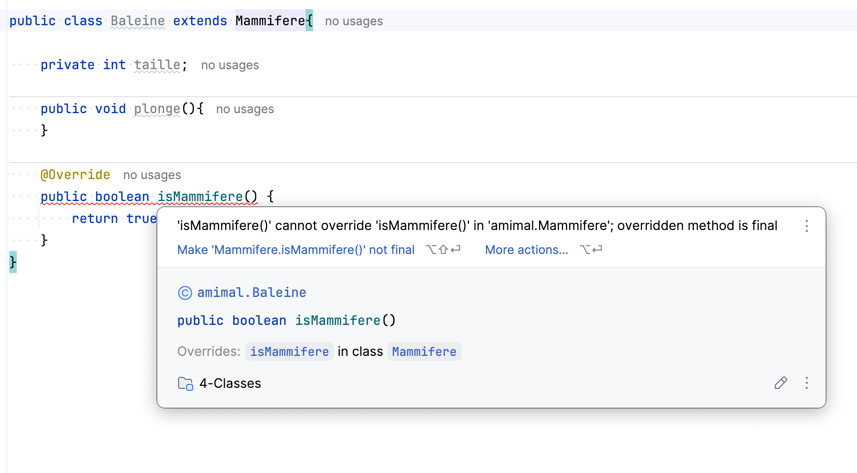 public class Baleine extends Mammifere{ no usages
private int taille; no usages
public void plonge(){ no usages
}
@Override no usages
public boolean isMammifere() {
return true
}
}
'isMammifere()' cannot override 'isMammifere()' in 'amimal.Mammifere'; overridden method is final
Make 'Mammifere.isMammifere()' not final ⌥⇧⏎ More actions... ⌥⏎
© amimal.Baleine
public boolean isMammifere()
Overrides: isMammifere in class Mammifere
4-Classes